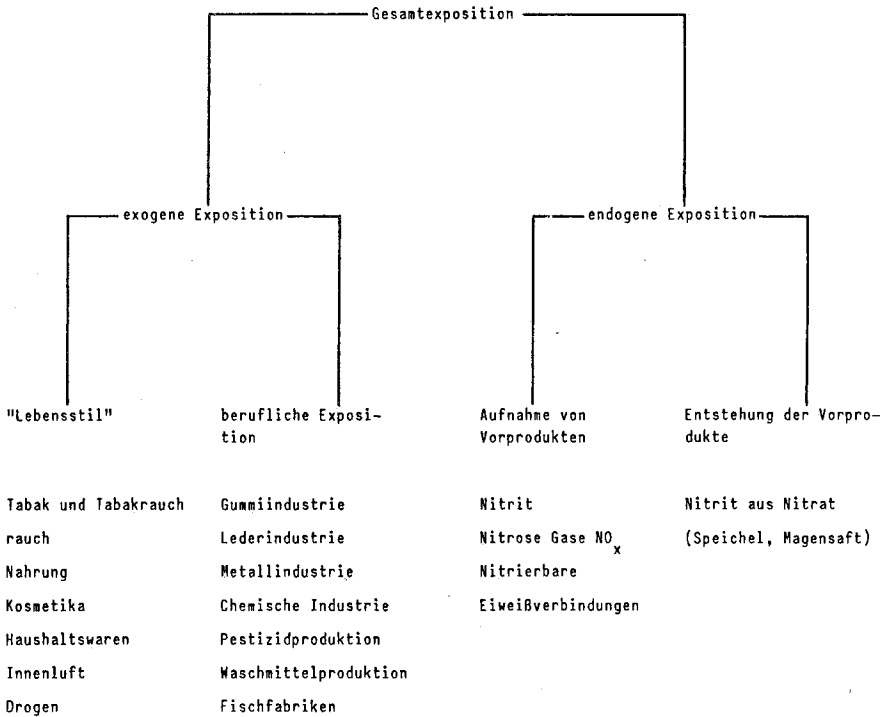 Gesamtexposition
exogene Exposition
endogene Exposition
"Lebensstil"
berufliche Exposi-
tion
Aufnahme von
Vorprodukten
Entstehung der Vorpro-
dukte
Tabak und Tabakrauch
rauch
Nahrung
Kosmetika
Haushaltswaren
Innenluft
Drogen
Gummiindustrie
Lederindustrie
Metallindustrie
Chemische Industrie
Pestizidproduktion
Waschmittelproduktion
Fischfabriken
Nitrit
Nitrose Gase NOx
Nitrierbare
Eiweißverbindungen
Nitrit aus Nitrat
(Speichel, Magensaft)